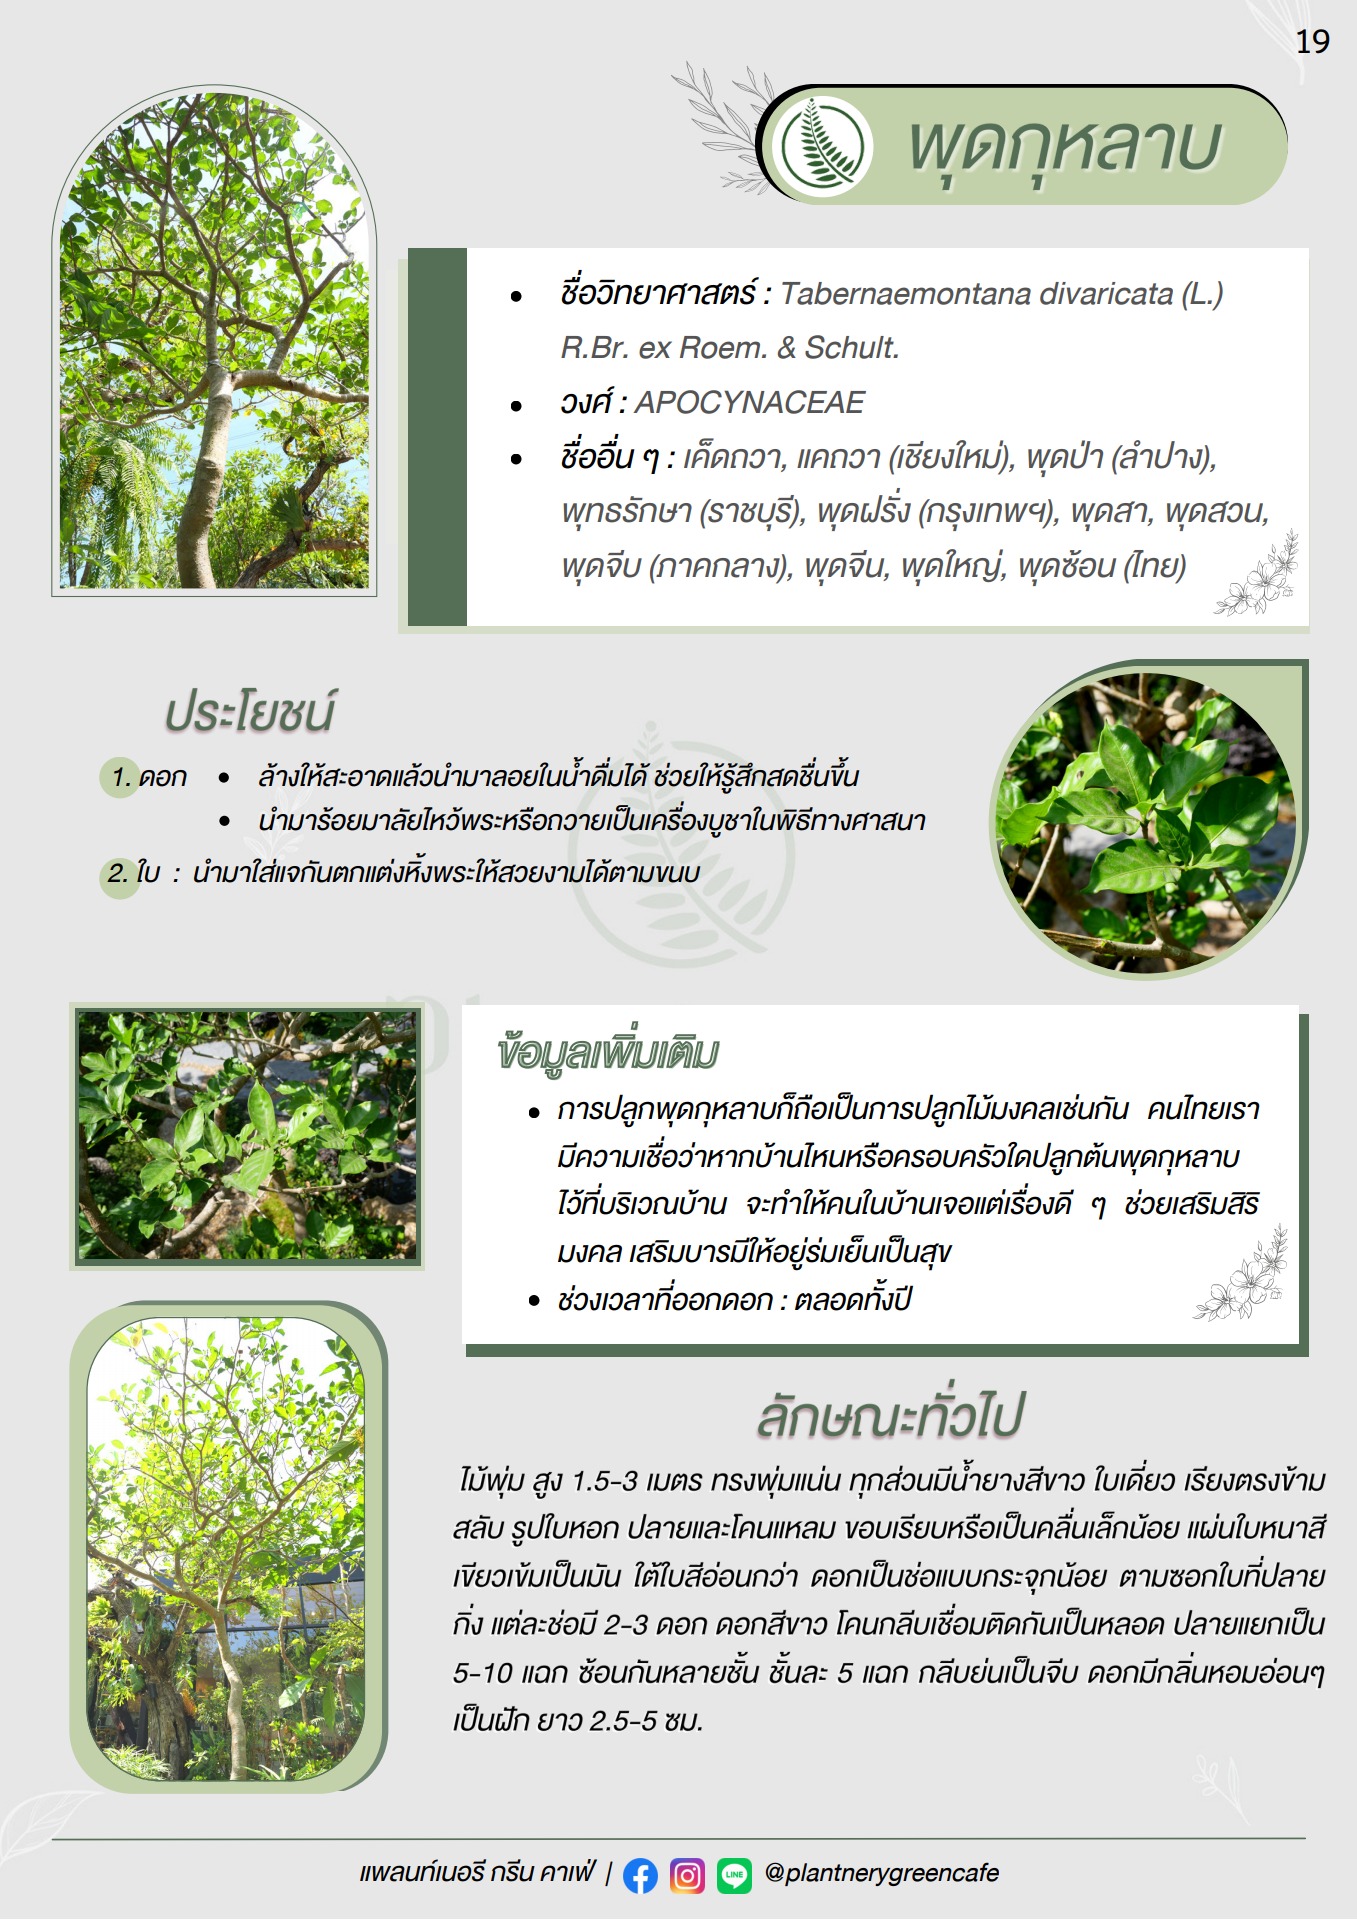 19
พุดกุหลาบ
• ชื่อวิทยาศาสตร์ : Tabernaemontana divaricata (L.)
R.Br. ex Roem. & Schult.
• วงศ์ : APOCYNACEAE
• ชื่ออื่น ๆ : เค็ดถวา, แคถวา (เชียงใหม่), พุดป่า (ลำปาง),
พุทธรักษา (ราชบุรี), พุดฝรั่ง (กรุงเทพฯ), พุดสา, พุดสวน,
พุดจีบ (ภาคกลาง), พุดจีน, พุดใหญ่, พุดซ้อน (ไทย)
ประโยชน์
1. ดอก • ล้างให้สะอาดแล้วนำมาลอยในน้ำดื่มได้ ช่วยให้รู้สึกสดชื่นขึ้น
• นำมาร้อยมาลัยไหว้พระหรือถวายเป็นเครื่องบูชาในพิธีทางศาสนา
2. ใบ : นำมาใส่แจกันตกแต่งหิ้งพระให้สวยงามได้ตามขนบ
ข้อมูลเพิ่มเติม
• การปลูกพุดกุหลาบก็ถือเป็นการปลูกไม้มงคลเช่นกัน คนไทยเรา
มีความเชื่อว่าหากบ้านไหนหรือครอบครัวใดปลูกต้นพุดกุหลาบ
ไว้ที่บริเวณบ้าน จะทำให้คนในบ้านเจอแต่เรื่องดี ๆ ช่วยเสริมสิริ
มงคล เสริมบารมีให้อยู่ร่มเย็นเป็นสุข
• ช่วงเวลาที่ออกดอก : ตลอดทั้งปี
ลักษณะทั่วไป
ไม้พุ่ม สูง 1.5-3 เมตร ทรงพุ่มแน่น ทุกส่วนมีน้ำยางสีขาว ใบเดี่ยว เรียงตรงข้าม
สลับ รูปใบหอก ปลายและโคนแหลม ขอบเรียบหรือเป็นคลื่นเล็กน้อย แผ่นใบหนาสี
เขียวเข้มเป็นมัน ใต้ใบสีอ่อนกว่า ดอกเป็นช่อแบบกระจุกน้อย ตามซอกใบที่ปลาย
กิ่ง แต่ละช่อมี 2-3 ดอก ดอกสีขาว โคนกลีบเชื่อมติดกันเป็นหลอด ปลายแยกเป็น
5-10 แฉก ซ้อนกันหลายชั้น ชั้นละ 5 แฉก กลีบย่นเป็นจีบ ดอกมีกลิ่นหอมอ่อนๆ
เป็นฝัก ยาว 2.5-5 ซม.
แพลนท์เนอรี กรีน คาเฟ่ | LINE @plantnerygreencafe